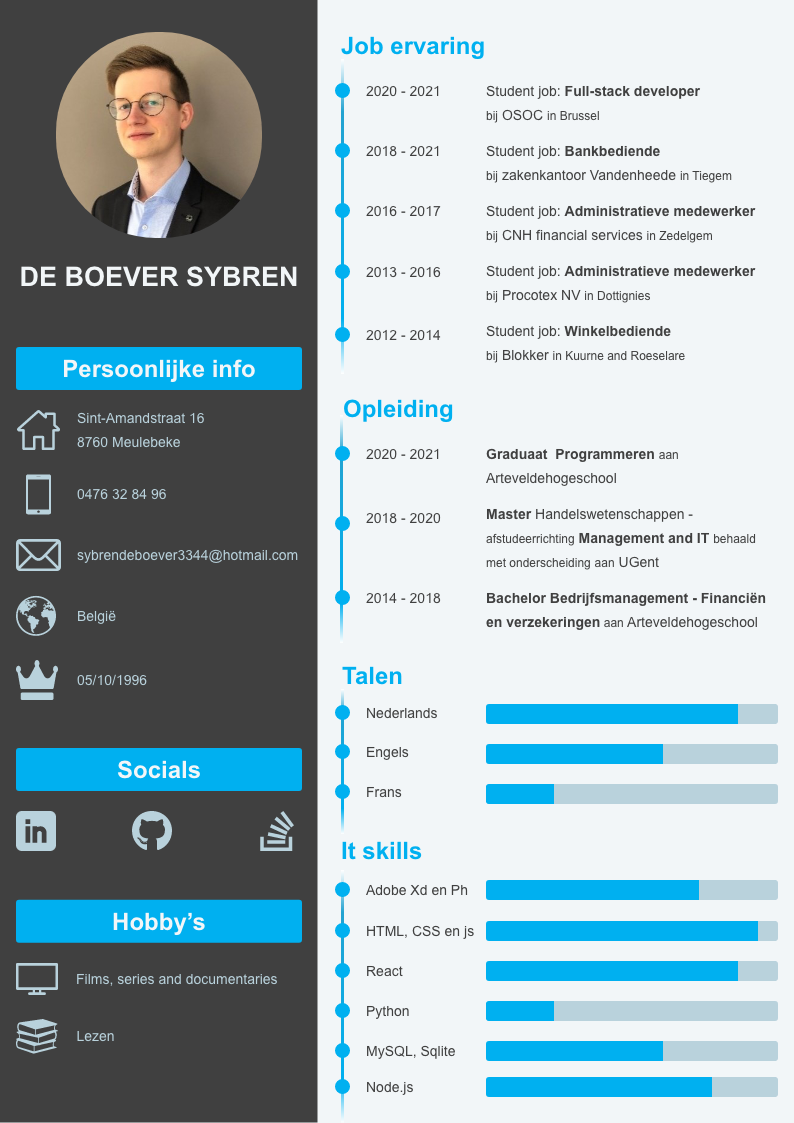 DE BOEVER SYBREN
Persoonlijke info
Sint-Amandstraat 16
8760 Meulebeke
0476 32 84 96
sybrendeboever3344@hotmail.com
België
05/10/1996
Socials
in
Hobby’s
Films, series and documentaries
Lezen
Job ervaring
2020 - 2021 Student job: Full-stack developer
bij OSOC in Brussel
2018 - 2021 Student job: Bankbediende
bij zakenkantoor Vandenheede in Tiegem
2016 - 2017 Student job: Administratieve medewerker
bij CNH financial services in Zedelgem
2013 - 2016 Student job: Administratieve medewerker
bij Procotex NV in Dottignies
2012 - 2014 Student job: Winkelbediende
bij Blokker in Kuurne and Roeselare
Opleiding
2020 - 2021 Graduaat  Programmeren aan
Arteveldehogeschool
2018 - 2020 Master Handelswetenschappen -
afstudeerrichting Management and IT behaald
met onderscheiding aan UGent
2014 - 2018 Bachelor Bedrijfsmanagement - Financiën
en verzekeringen aan Arteveldehogeschool
Talen
Nederlands
Engels
Frans
It skills
Adobe Xd en Ph
HTML, CSS en js
React
Python
MySQL, Sqlite
Node.js